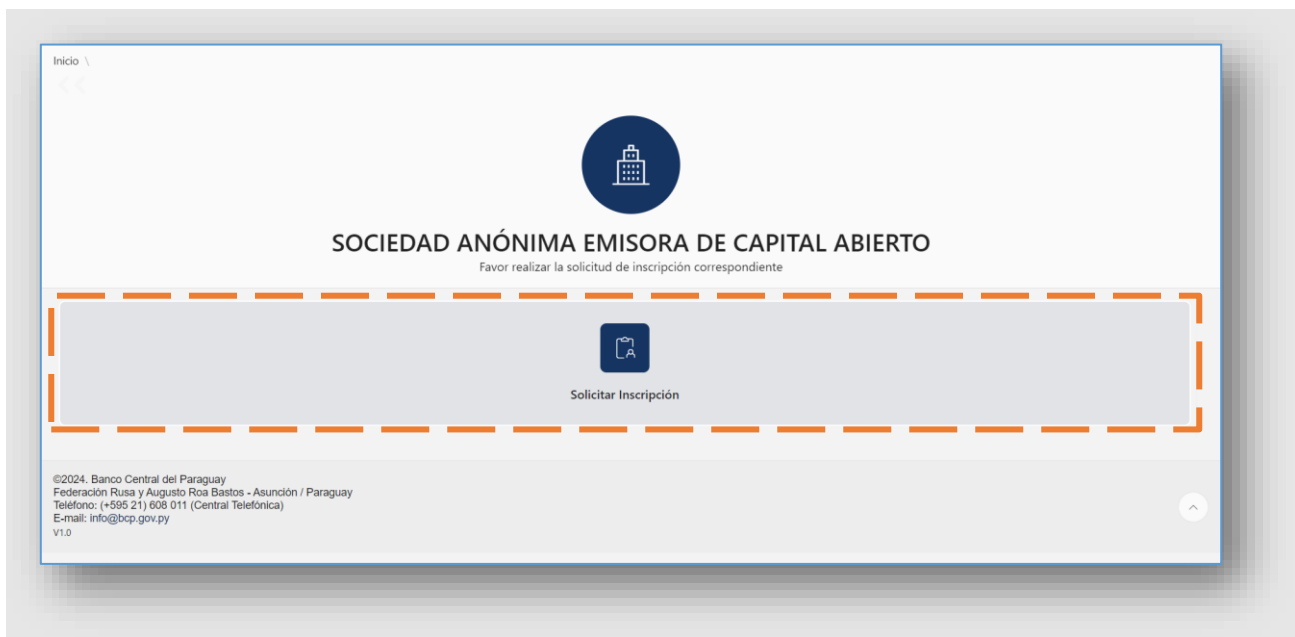 Inicio \
SOCIEDAD ANÓNIMA EMISORA DE CAPITAL ABIERTO
Favor realizar la solicitud de inscripción correspondiente
Solicitar Inscripción
©2024. Banco Central del Paraguay
Federación Rusa y Augusto Roa Bastos - Asunción / Paraguay
Teléfono: (+595 21) 608 011 (Central Telefónica)
E-mail: info@bcp.gov.py
V1.0